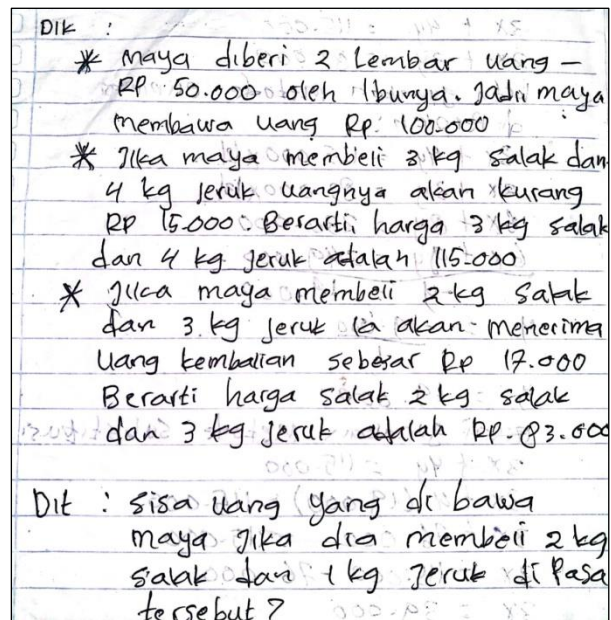 DIK :
* Maya diberi 2 Lembar uang -
RP 50.000 oleh Ibunya. Jadi maya
membawa uang Rp. 100.000
* Jika maya membeli 3 kg salak dan
4 kg Jeruk uangnya akan kurang
RP 15.000. Berarti harga 3 kg salak
dan 4 kg Jeruk adalah 115.000
* Jika maya membeli 2 kg Salak
dan 3 kg Jeruk ia akan menerima
Uang kembalian sebesar Rp 17.000
Berarti harga salak 2 kg salak
dan 3 kg Jeruk adalah RP. 83.000
Dit : Sisa uang yang di bawa
maya Jika dia membeli 2 kg
salak dan 1 kg Jeruk di Pasa
tersebut?